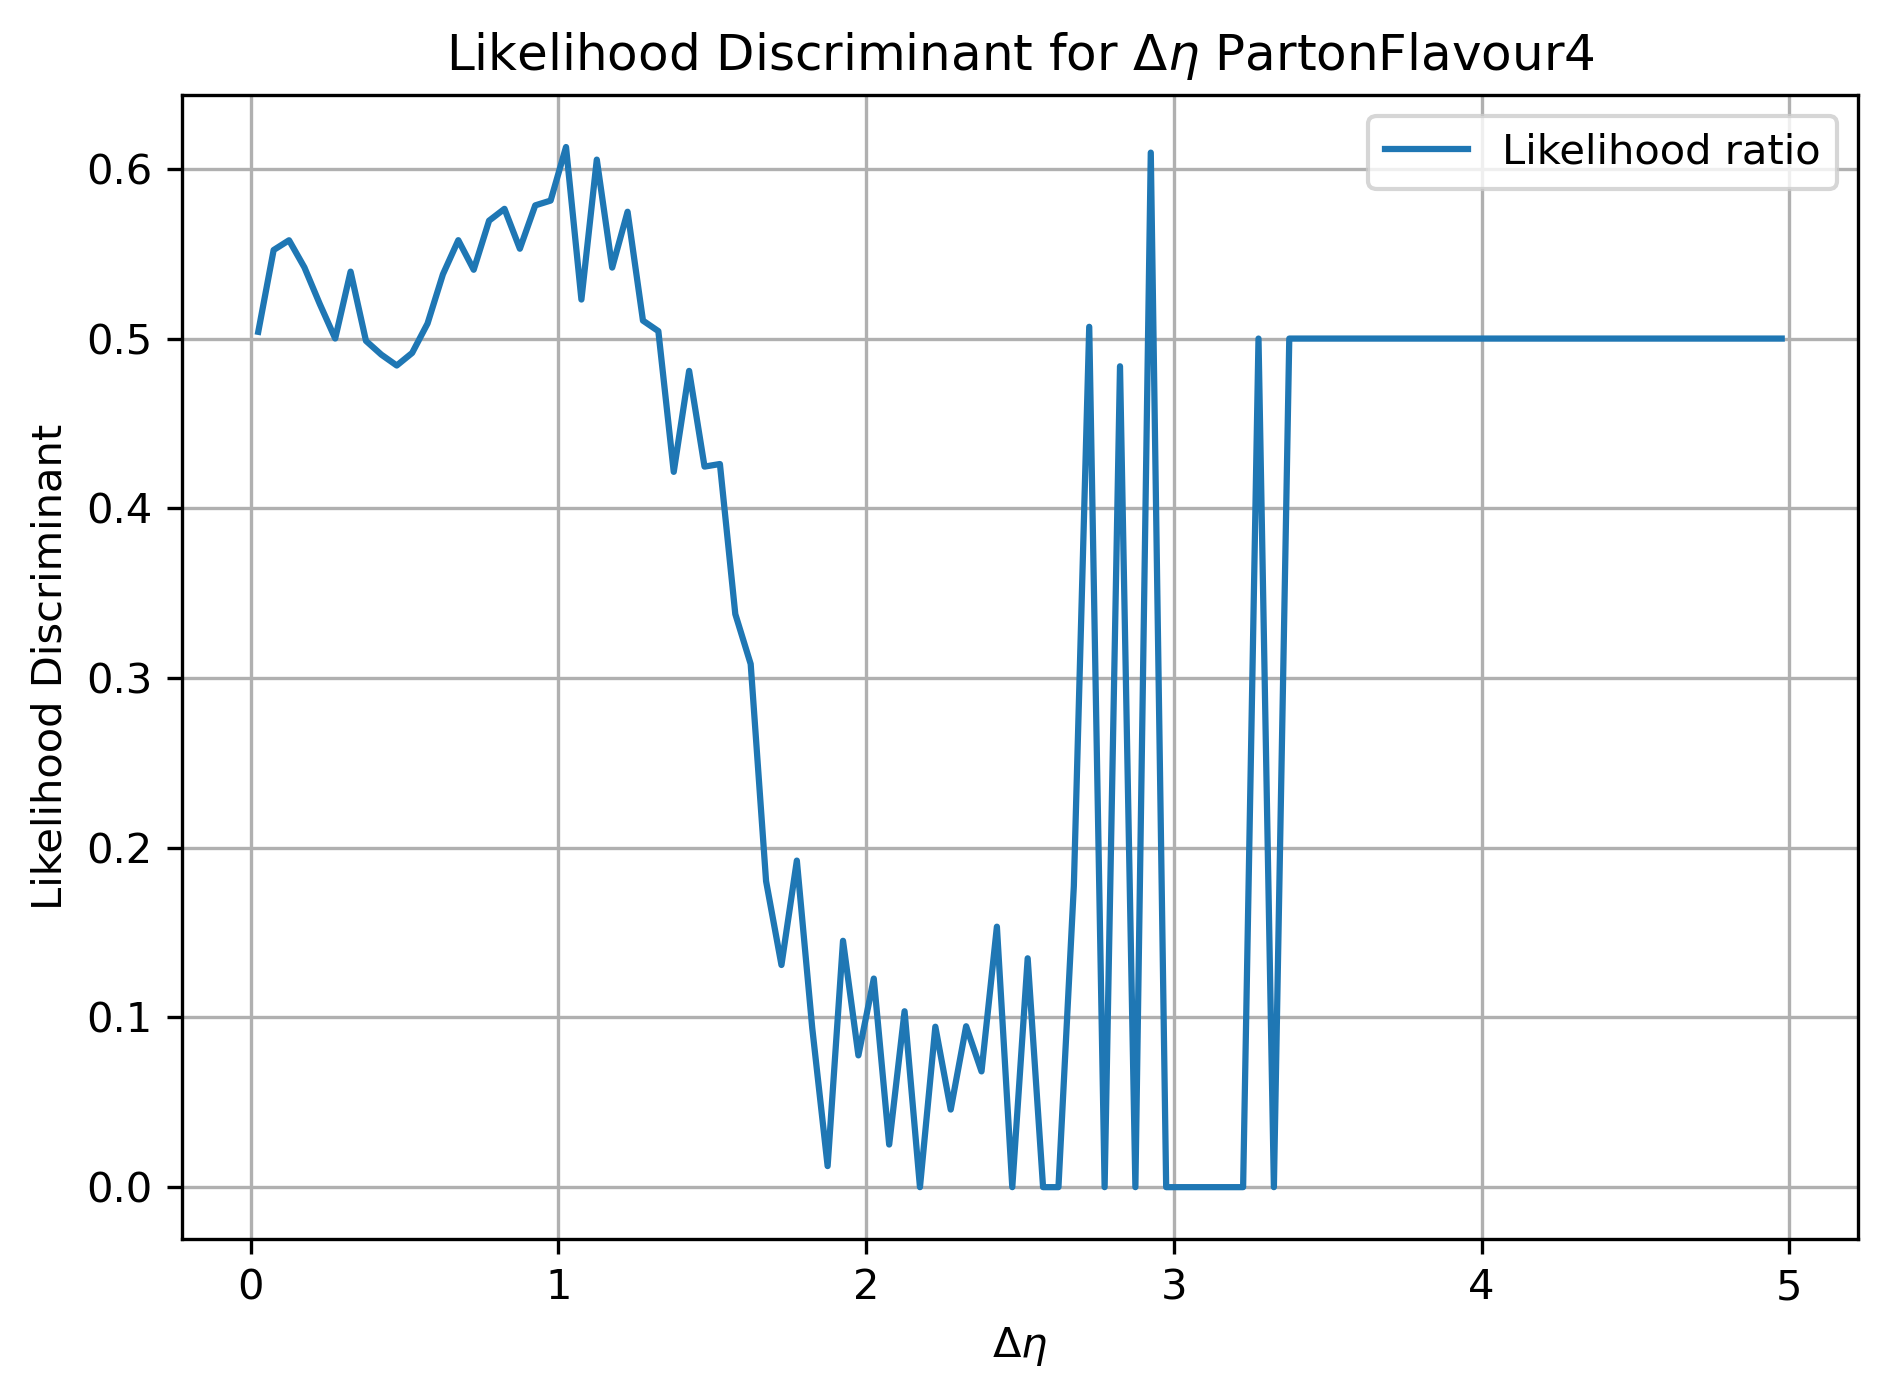 Likelihood Discriminant for Δη PartonFlavour4
Likelihood ratio
Likelihood Discriminant
0.6
0.5
0.4
0.3
0.2
0.1
0.0
0 1 2 3 4 5
Δη